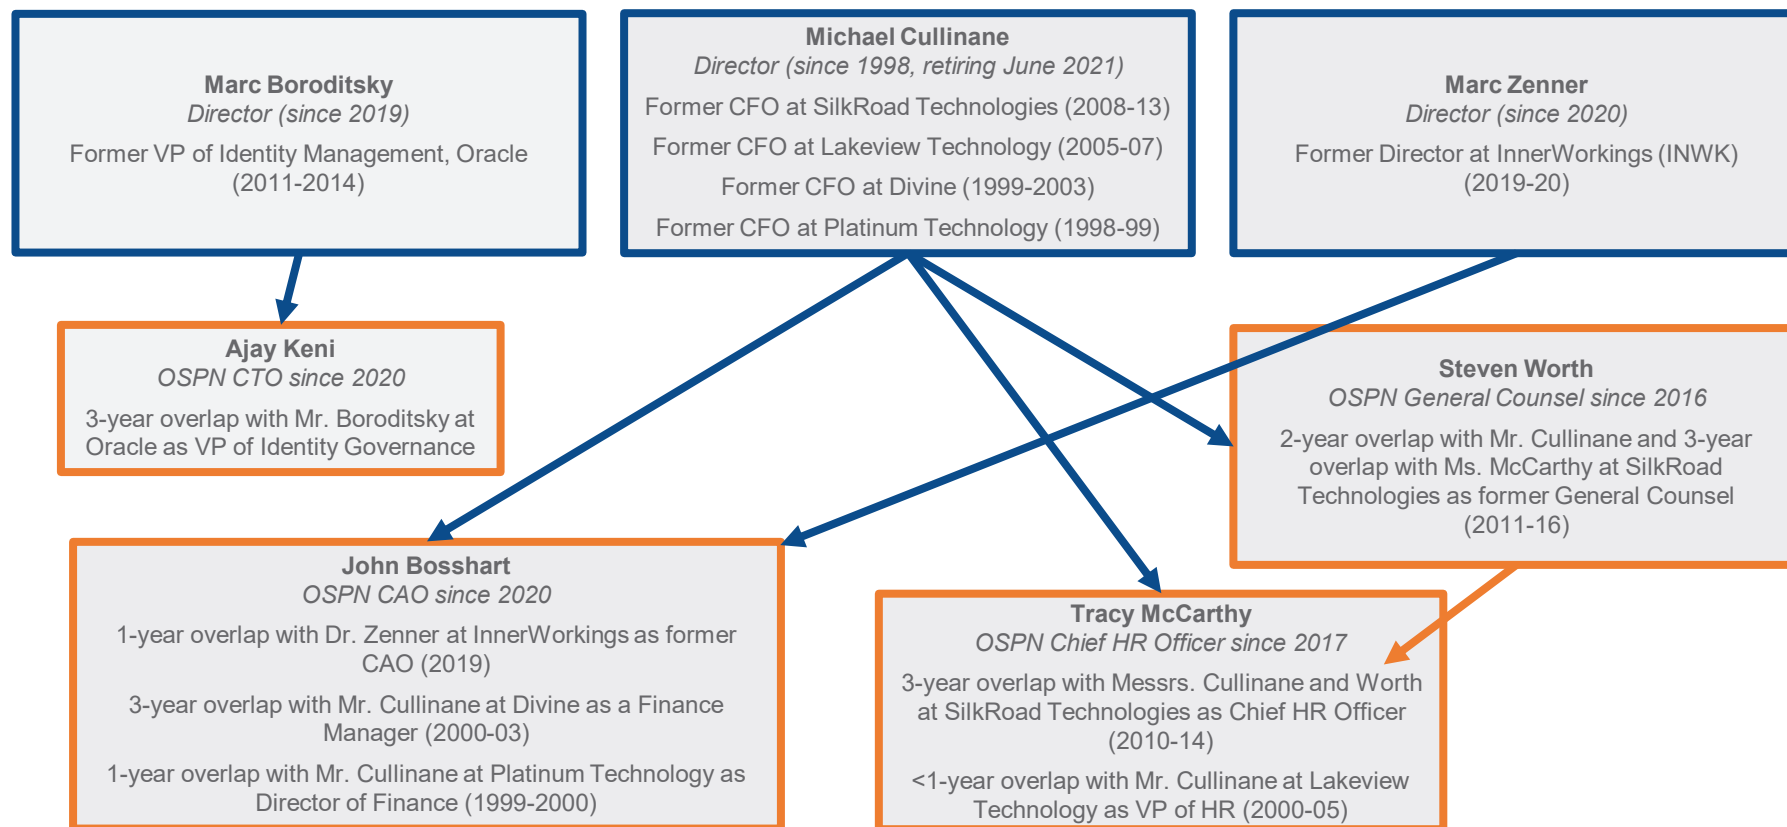 Marc Boroditsky
Director (since 2019)
Former VP of Identity Management, Oracle
(2011-2014)
Michael Cullinane
Director (since 1998, retiring June 2021)
Former CFO at SilkRoad Technologies (2008-13)
Former CFO at Lakeview Technology (2005-07)
Former CFO at Divine (1999-2003)
Former CFO at Platinum Technology (1998-99)
Marc Zenner
Director (since 2020)
Former Director at InnerWorkings (INWK)
(2019-20)
Ajay Keni
OSPN CTO since 2020
3-year overlap with Mr. Boroditsky at
Oracle as VP of Identity Governance
Steven Worth
OSPN General Counsel since 2016
2-year overlap with Mr. Cullinane and 3-year
overlap with Ms. McCarthy at SilkRoad
Technologies as former General Counsel
(2011-16)
John Bosshart
OSPN CAO since 2020
1-year overlap with Dr. Zenner at InnerWorkings as former
CAO (2019)
3-year overlap with Mr. Cullinane at Divine as a Finance
Manager (2000-03)
1-year overlap with Mr. Cullinane at Platinum Technology as
Director of Finance (1999-2000)
Tracy McCarthy
OSPN Chief HR Officer since 2017
3-year overlap with Messrs. Cullinane and Worth
at SilkRoad Technologies as Chief HR Officer
(2010-14)
<1-year overlap with Mr. Cullinane at Lakeview
Technology as VP of HR (2000-05)